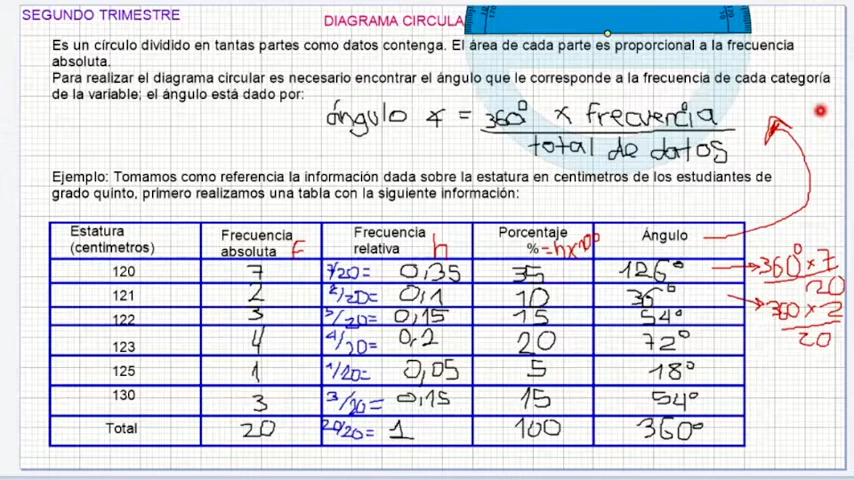 SEGUNDO TRIMESTRE
DIAGRAMA CIRCULA
Es un círculo dividido en tantas partes como datos contenga. El área de cada parte es proporcional a la frecuencia
absoluta.
Para realizar el diagrama circular es necesario encontrar el ángulo que le corresponde a la frecuencia de cada categoría
de la variable; el ángulo está dado por:
ángulo ∢ = 360° x frecuencia
total de datos
Ejemplo: Tomamos como referencia la información dada sobre la estatura en centimetros de los estudiantes de
grado quinto, primero realizamos una tabla con la siguiente información:
Estatura (centimetros) Frecuencia absoluta F Frecuencia relativa h Porcentaje % = h x 100 Ángulo
120 7 7/20 = 0,35 35 126° 360° x 7
20
121 2 2/20 = 0,1 10 36° 360 x 2
20
122 3 3/20 = 0,15 15 54°
123 4 4/20 = 0,2 20 72°
125 1 1/20 = 0,05 5 18°
130 3 3/20 = 0,15 15 54°
Total 20 20/20 = 1 100 360°